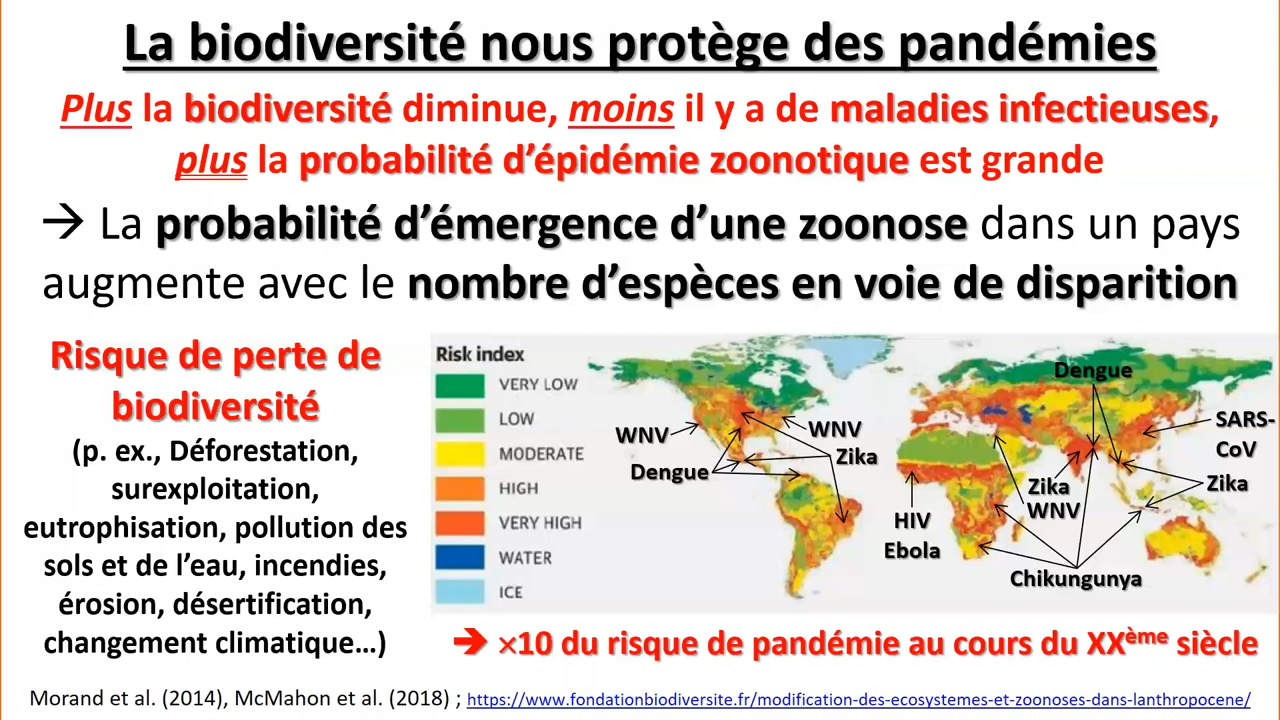 La biodiversité nous protège des pandémies
Plus la biodiversité diminue, moins il y a de maladies infectieuses,
plus la probabilité d’épidémie zoonotique est grande
→ La probabilité d’émergence d’une zoonose dans un pays
augmente avec le nombre d’espèces en voie de disparition
Risque de perte de
biodiversité
(p. ex., Déforestation,
surexploitation,
eutrophisation, pollution des
sols et de l’eau, incendies,
érosion, désertification,
changement climatique…)
Risk index
VERY LOW
LOW
MODERATE
HIGH
VERY HIGH
WATER
ICE
WNV
Dengue
WNV
Zika
HIV
Ebola
Dengue
SARS-
CoV
Zika
Zika
WNV
Chikungunya
➔ ×10 du risque de pandémie au cours du XXème siècle
Morand et al. (2014), McMahon et al. (2018) ; https://www.fondationbiodiversite.fr/modification-des-ecosystemes-et-zoonoses-dans-lanthropocene/